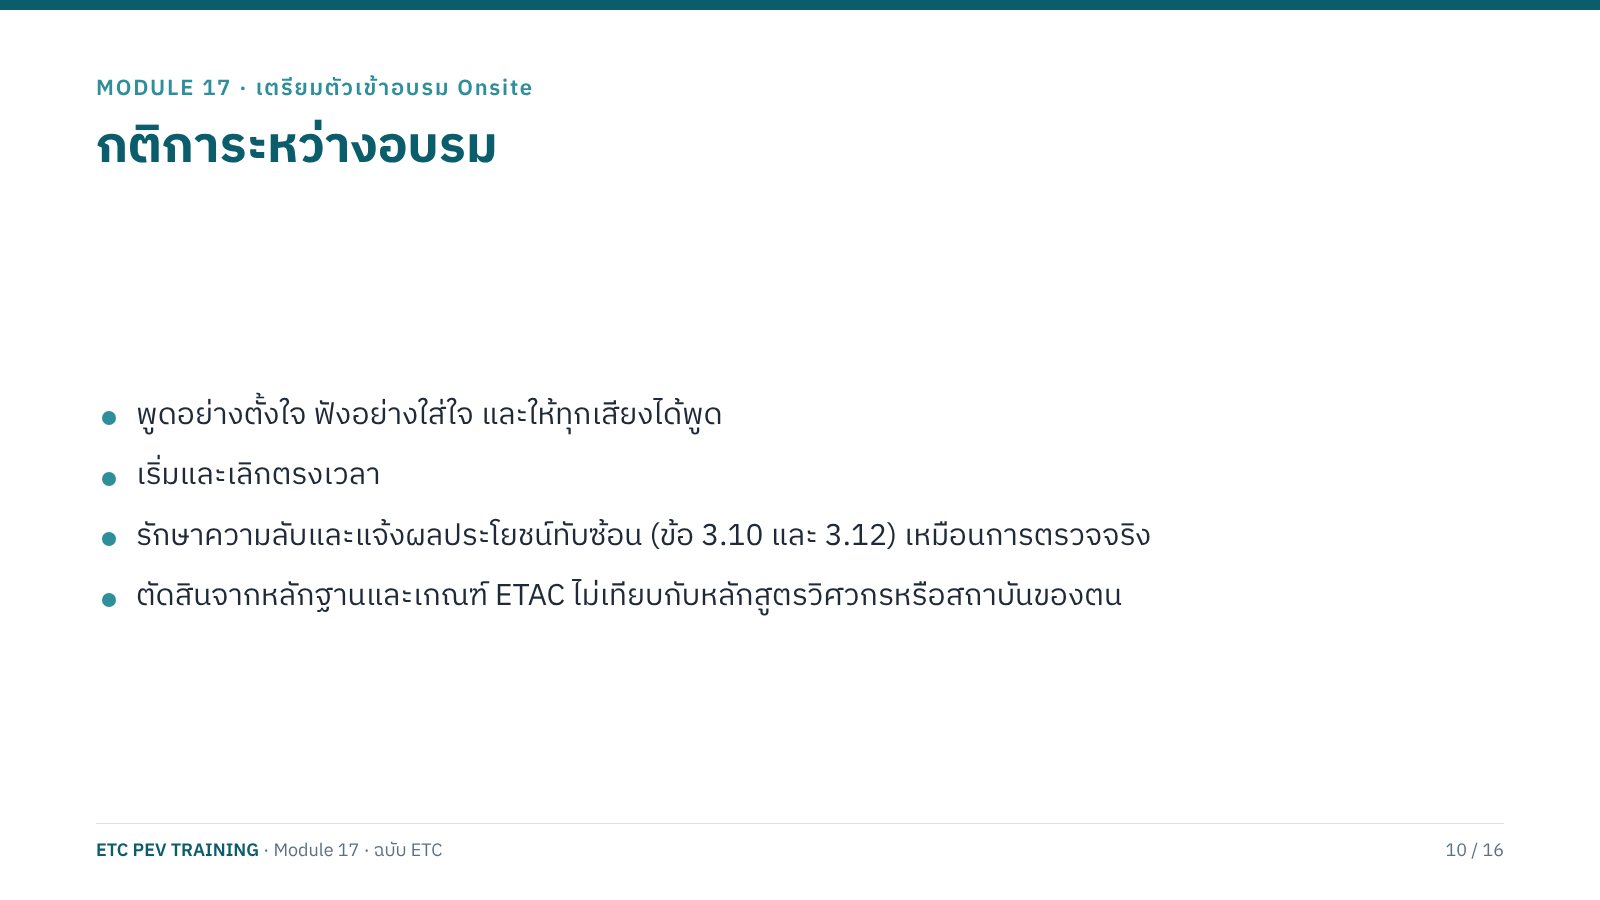 MODULE 17 · เตรียมตัวเข้าอบรม Onsite
กติการะหว่างอบรม
พูดอย่างตั้งใจ ฟังอย่างใส่ใจ และให้ทุกเสียงได้พูด
เริ่มและเลิกตรงเวลา
รักษาความลับและแจ้งผลประโยชน์ทับซ้อน (ข้อ 3.10 และ 3.12) เหมือนการตรวจจริง
ตัดสินจากหลักฐานและเกณฑ์ ETAC ไม่เทียบกับหลักสูตรวิศวกรหรือสถาบันของตน
ETC PEV TRAINING · Module 17 · ฉบับ ETC
10 / 16